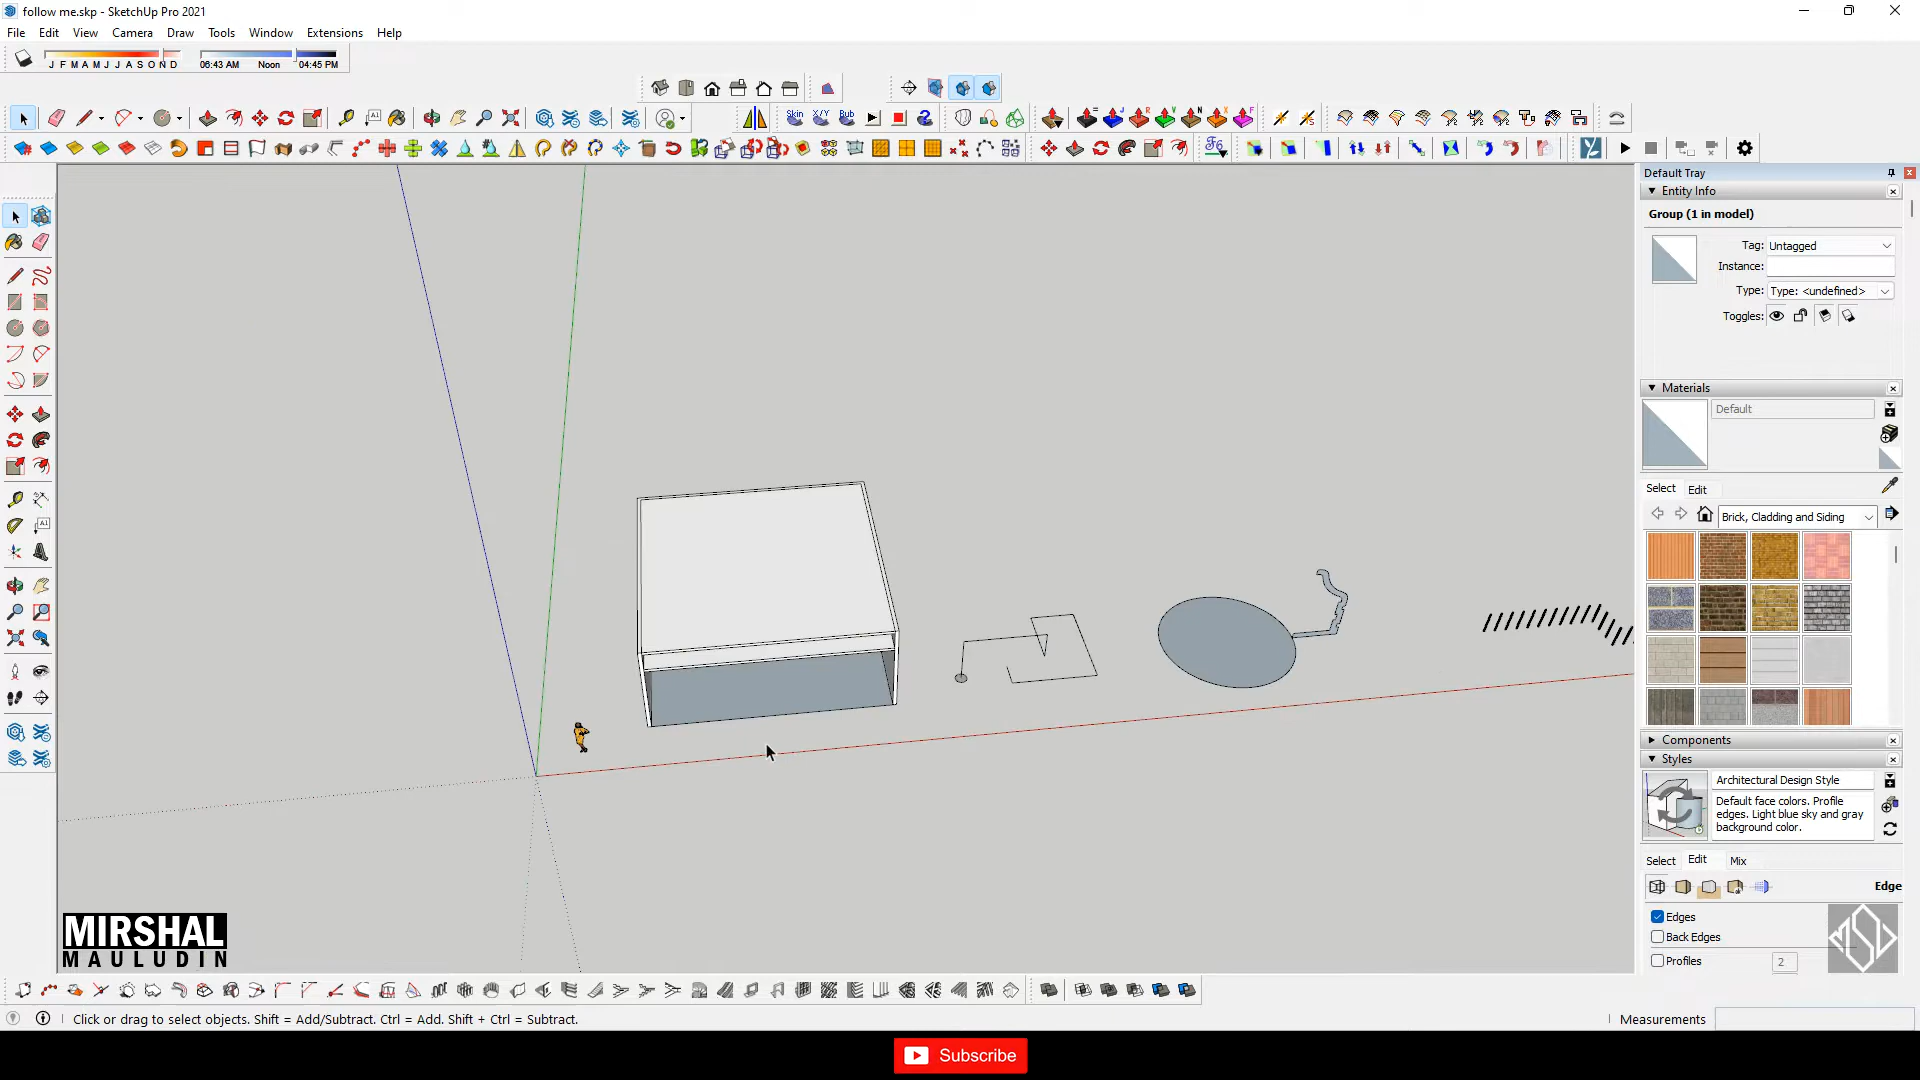 follow me.skp - SketchUp Pro 2021
File Edit View Camera Draw Tools Window Extensions Help
J F M A M J J A S O N D 06:43 AM Noon 04:45 PM
Skin X/Y Bub
Default Tray
Entity Info
Group (1 in model)
Tag: Untagged
Instance:
Type: Type: <undefined>
Toggles:
Materials
Default
Select Edit
Brick, Cladding and Siding
Components
Styles
Architectural Design Style
Default face colors. Profile
edges. Light blue sky and gray
background color.
Select Edit Mix
Edge
Edges
Back Edges
Profiles 2
MIRSHAL
MAULUDIN
Click or drag to select objects. Shift = Add/Subtract. Ctrl = Add. Shift + Ctrl = Subtract.
Measurements
Subscribe